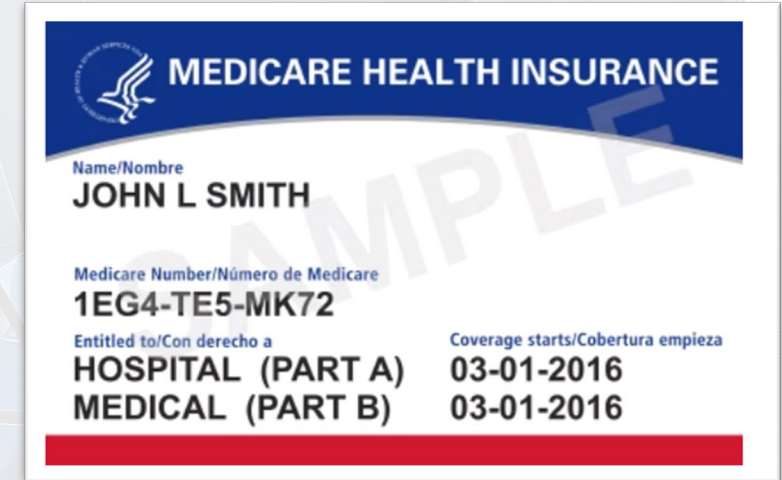 MEDICARE HEALTH INSURANCE
Name/Nombre
JOHN L SMITH
Medicare Number/Número de Medicare
1EG4-TE5-MK72
Entitled to/Con derecho a Coverage starts/Cobertura empieza
HOSPITAL (PART A) 03-01-2016
MEDICAL (PART B) 03-01-2016
SAMPLE